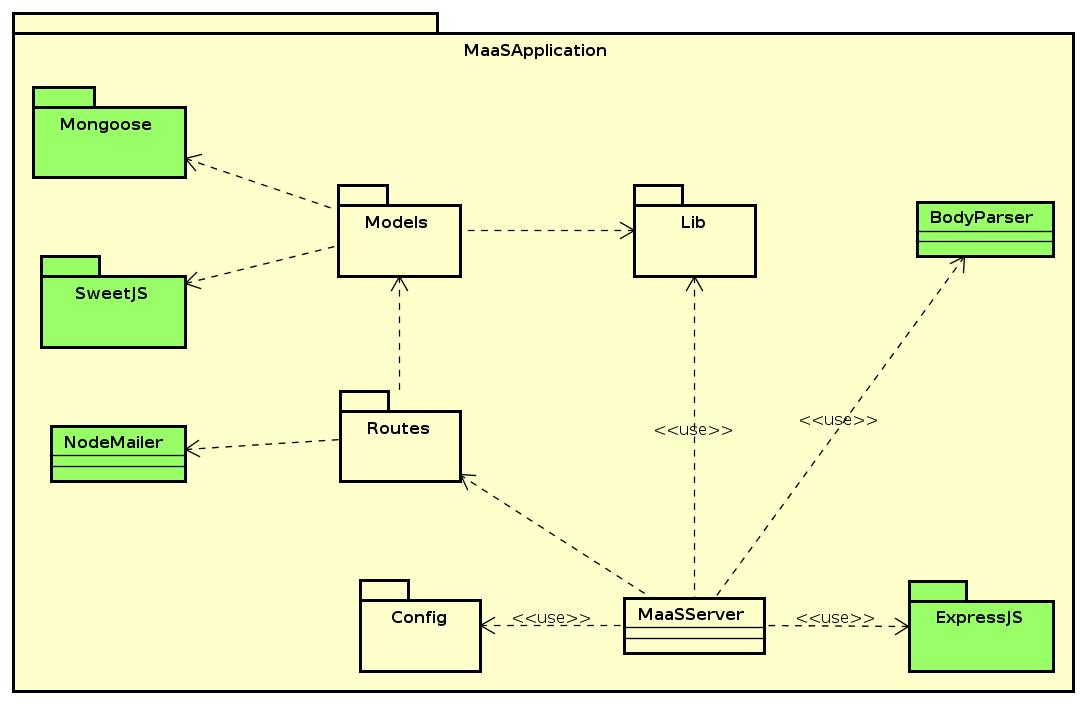 MaaSApplication
Mongoose
Models
Lib
BodyParser
SweetJS
Routes
NodeMailer
<<use>>
<<use>>
Config
<<use>>
MaaSServer
<<use>>
ExpressJS